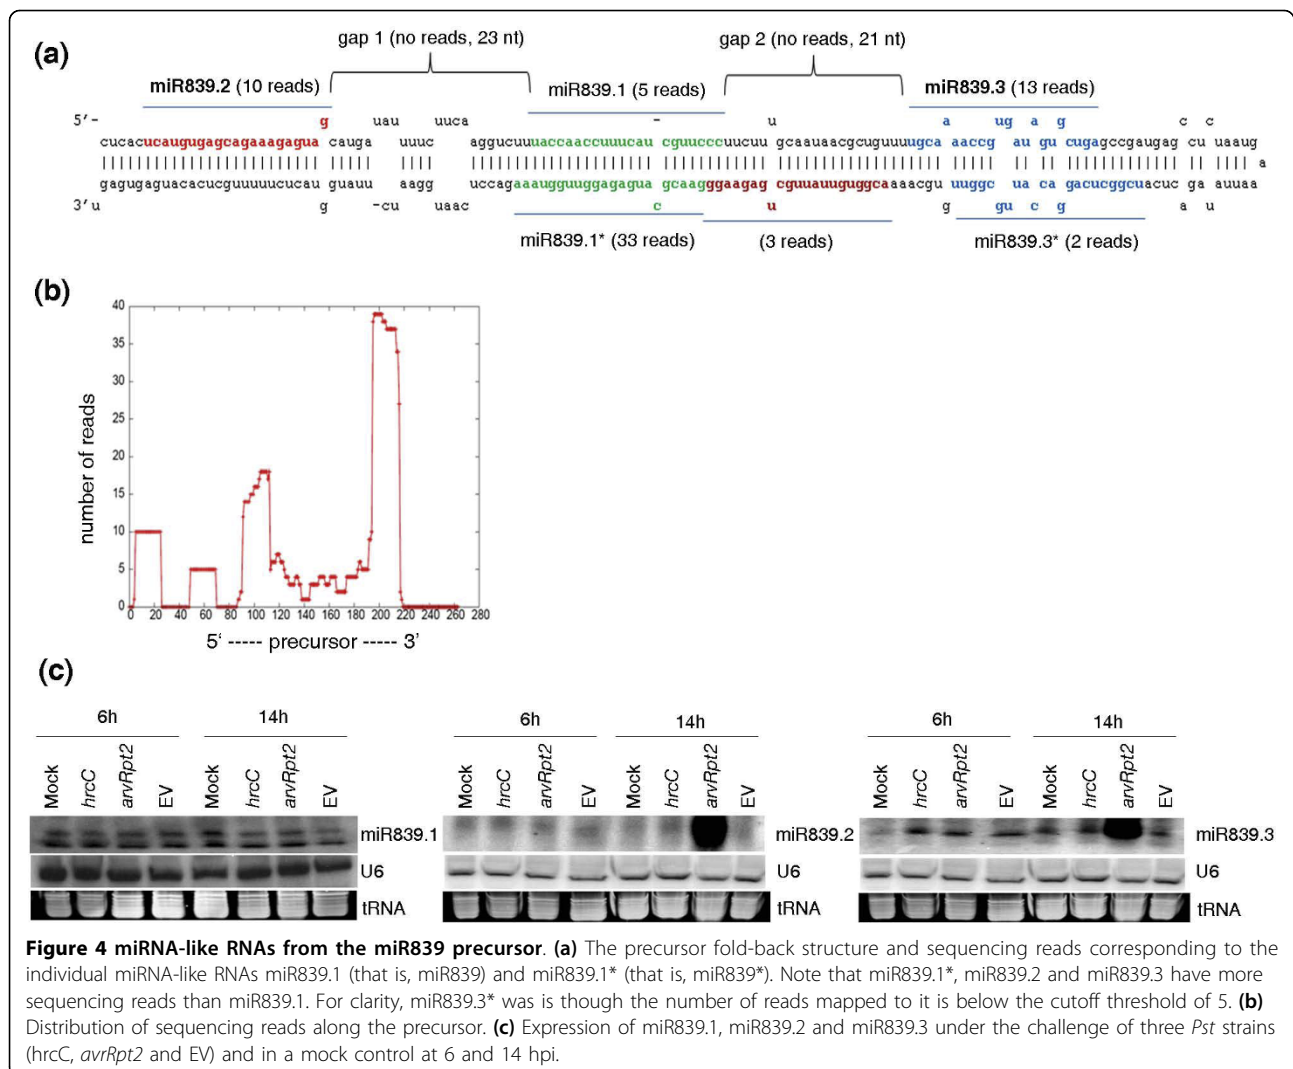 (a)
gap 1 (no reads, 23 nt)
gap 2 (no reads, 21 nt)
miR839.2 (10 reads)
miR839.1 (5 reads)
miR839.3 (13 reads)
5'- g uau uuca - u a ug a g c c
cucacucaugugagcagaaagagua cauga uuuc aggucuuuaccaaccuuucau cguucccuucuu gcaauaacgcuguuuugca aaccg au gu cugagccgaugag cu uaaug
a
gagugaguacacucguuuuucucau guauu aagg uccagaaaugguuggagagua gcaagggaagag cguuauuguggcaaaacgu uuggc ua ca gacucggcuacuc ga auuaa
3'u g -cu uaac c u g gu c g a u
miR839.1* (33 reads)
(3 reads)
miR839.3* (2 reads)
(b)
number of reads
40
35
30
25
20
15
10
5
0
0 20 40 60 80 100 120 140 160 180 200 220 240 260 280
5‘ ----- precursor ----- 3’
(c)
6h 14h
Mock hrcC arvRpt2 EV Mock hrcC arvRpt2 EV
miR839.1
U6
tRNA
6h 14h
Mock hrcC arvRpt2 EV Mock hrcC arvRpt2 EV
miR839.2
U6
tRNA
6h 14h
Mock hrcC arvRpt2 EV Mock hrcC arvRpt2 EV
miR839.3
U6
tRNA
Figure 4 miRNA-like RNAs from the miR839 precursor. (a) The precursor fold-back structure and sequencing reads corresponding to the
individual miRNA-like RNAs miR839.1 (that is, miR839) and miR839.1* (that is, miR839*). Note that miR839.1*, miR839.2 and miR839.3 have more
sequencing reads than miR839.1. For clarity, miR839.3* was is though the number of reads mapped to it is below the cutoff threshold of 5. (b)
Distribution of sequencing reads along the precursor. (c) Expression of miR839.1, miR839.2 and miR839.3 under the challenge of three Pst strains
(hrcC, avrRpt2 and EV) and in a mock control at 6 and 14 hpi.